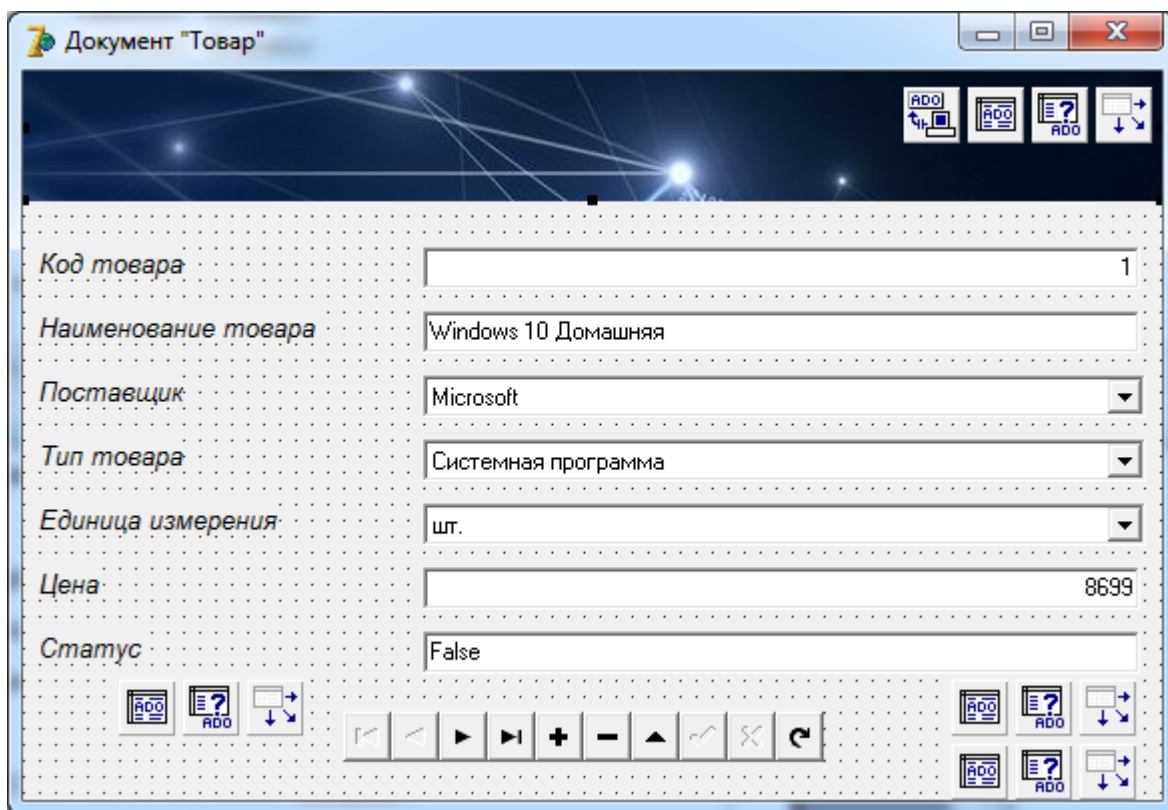 Документ "Товар"
ADO
ADO
ADO
Код товара 1
Наименование товара Windows 10 Домашняя
Поставщик Microsoft
Тип товара Системная программа
Единица измерения шт.
Цена 8699
Статус False
ADO
ADO
ADO
ADO
ADO
ADO